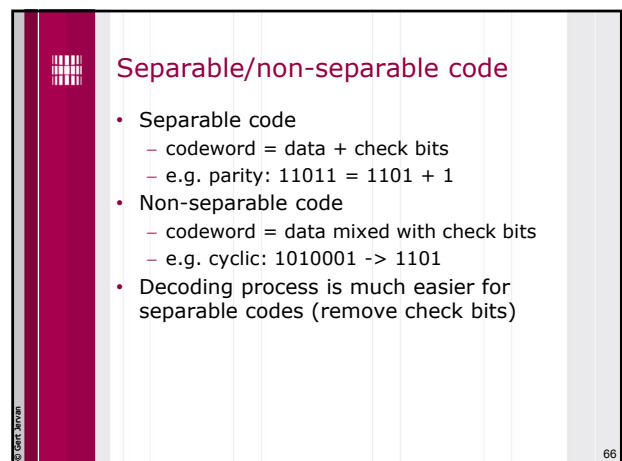 Separable/non-separable code
• Separable code
– codeword = data + check bits
– e.g. parity: 11011 = 1101 + 1
• Non-separable code
– codeword = data mixed with check bits
– e.g. cyclic: 1010001 -> 1101
• Decoding process is much easier for
separable codes (remove check bits)
© Gert Jervan
66